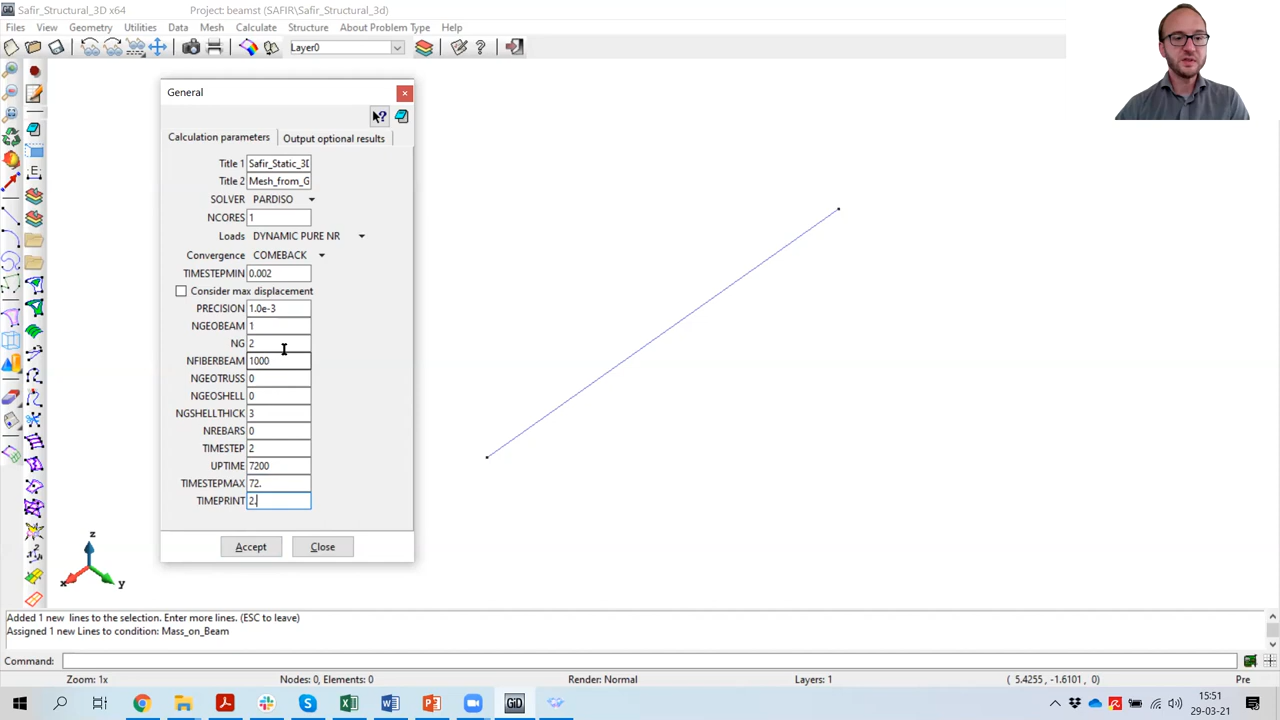 Safir_Structural_3D x64
Project: beamst (SAFIR\Safir_Structural_3d)
Files View Geometry Utilities Data Mesh Calculate Structure About Problem Type Help
Layer0
General
Calculation parameters
Output optional results
Title 1 Safir_Static_3D
Title 2 Mesh_from_G
SOLVER PARDISO
NCORES 1
Loads DYNAMIC PURE NR
Convergence COMEBACK
TIMESTEPMIN 0.002
Consider max displacement
PRECISION 1.0e-3
NGEOBEAM 1
NG 2
NFIBERBEAM 1000
NGEOTRUSS 0
NGEOSHELL 0
NGSHELLTHICK 3
NREBARS 0
TIMESTEP 2
UPTIME 7200
TIMESTEPMAX 72.
TIMEPRINT 2.
Accept Close
z
x
y
Added 1 new lines to the selection. Enter more lines. (ESC to leave)
Assigned 1 new Lines to condition: Mass_on_Beam
Command:
Zoom: 1x
Nodes: 0, Elements: 0
Render: Normal
Layers: 1
( 5.4255, -1.6101, 0)
Pre
15:51
29-03-21